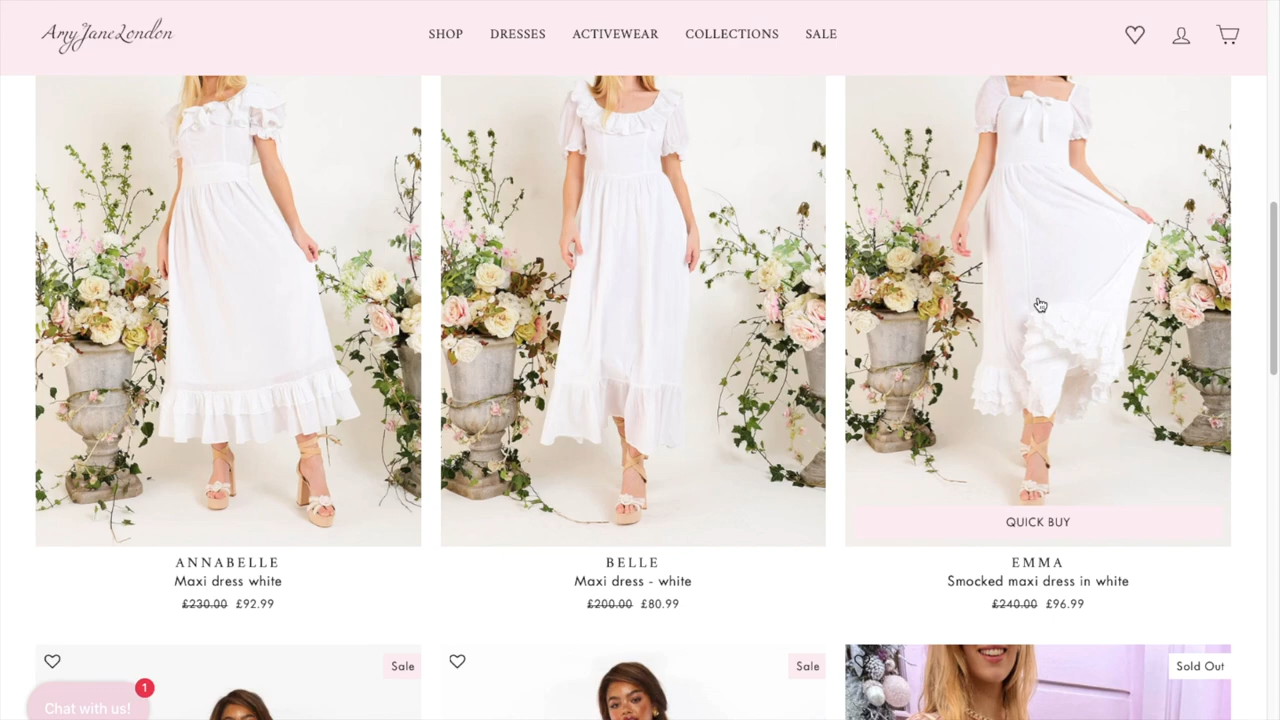 AmyJaneLondon
SHOP DRESSES ACTIVEWEAR COLLECTIONS SALE
QUICK BUY
ANNABELLE
Maxi dress white
£230.00 £92.99
BELLE
Maxi dress - white
£200.00 £80.99
EMMA
Smocked maxi dress in white
£240.00 £96.99
Sale
Sale
Sold Out
1
Chat with us!